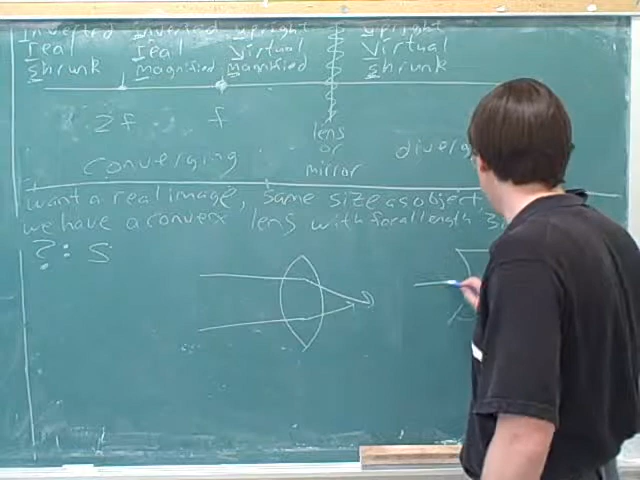 Inverted inverted upright upright
real real Virtual Virtual
Shrunk magnified magnified Shrunk
2f f
lens
or
converging mirror diverg
want a real image, same size as object
we have a convex lens with focal length
?: S